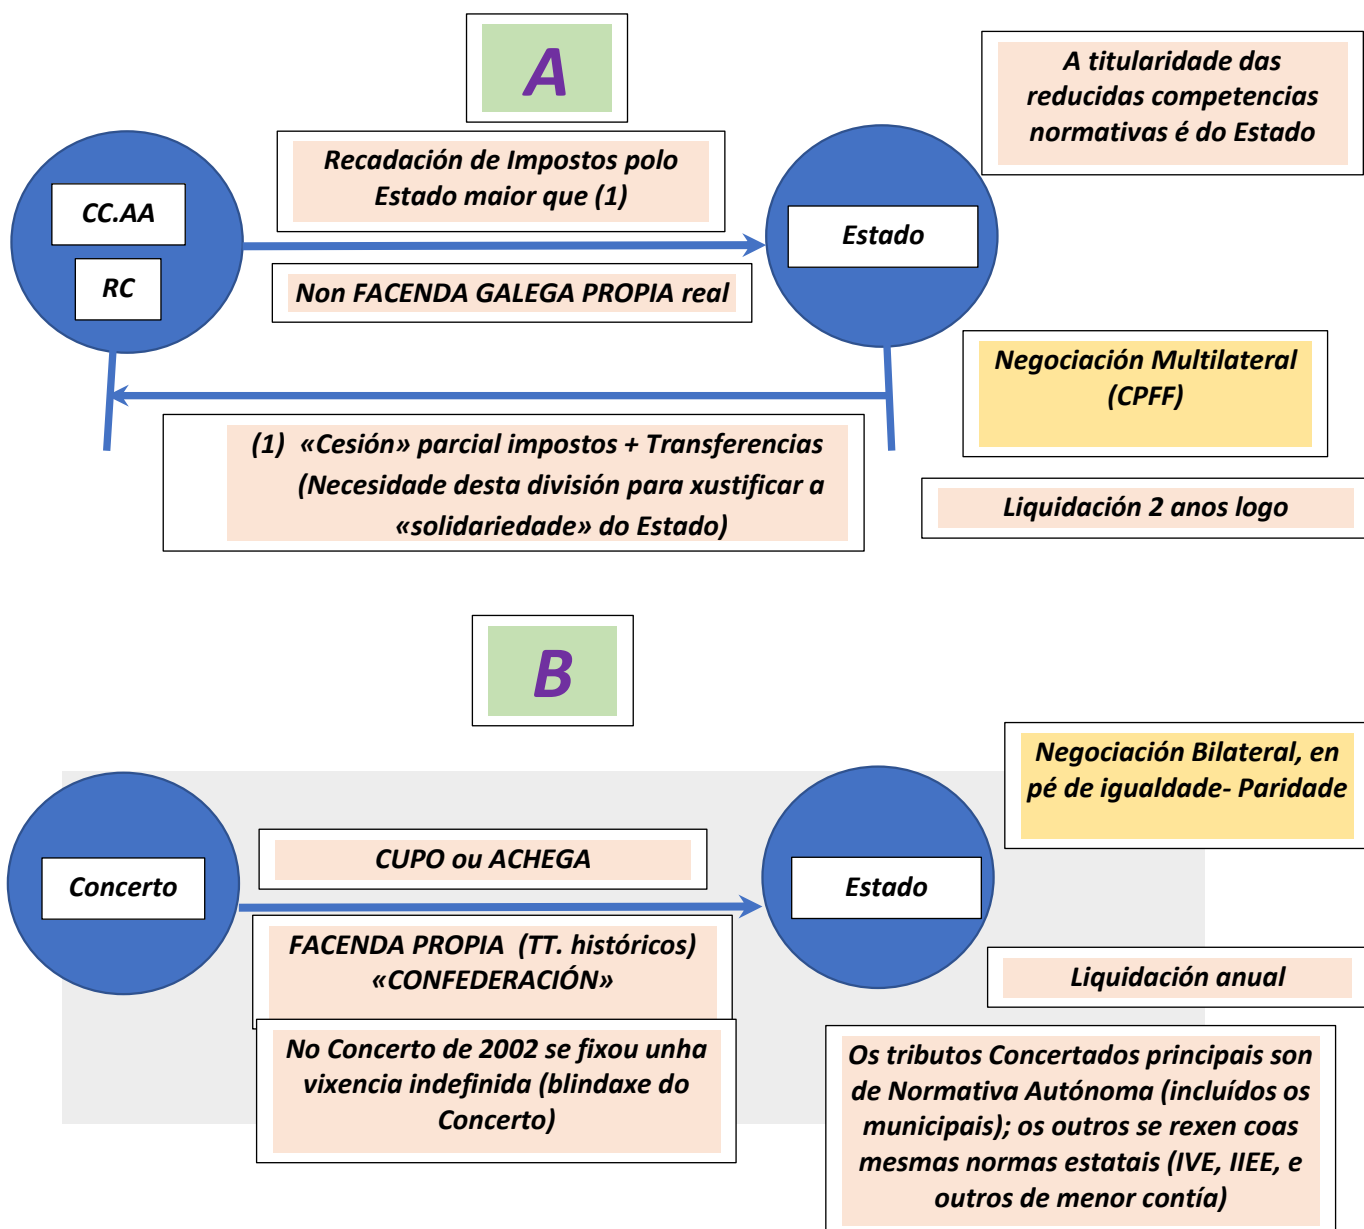 A
A titularidade das
reducidas competencias
normativas é do Estado
Recadación de Impostos polo
Estado maior que (1)
CC.AA
RC
Estado
Non FACENDA GALEGA PROPIA real
Negociación Multilateral
(CPFF)
(1) «Cesión» parcial impostos + Transferencias
(Necesidade desta división para xustificar a
«solidariedade» do Estado)
Liquidación 2 anos logo
B
Negociación Bilateral, en
pé de igualdade- Paridade
CUPO ou ACHEGA
Concerto
Estado
FACENDA PROPIA (TT. históricos)
«CONFEDERACIÓN»
Liquidación anual
No Concerto de 2002 se fixou unha
vixencia indefinida (blindaxe do
Concerto)
Os tributos Concertados principais son
de Normativa Autónoma (incluídos os
municipais); os outros se rexen coas
mesmas normas estatais (IVE, IIEE, e
outros de menor contía)